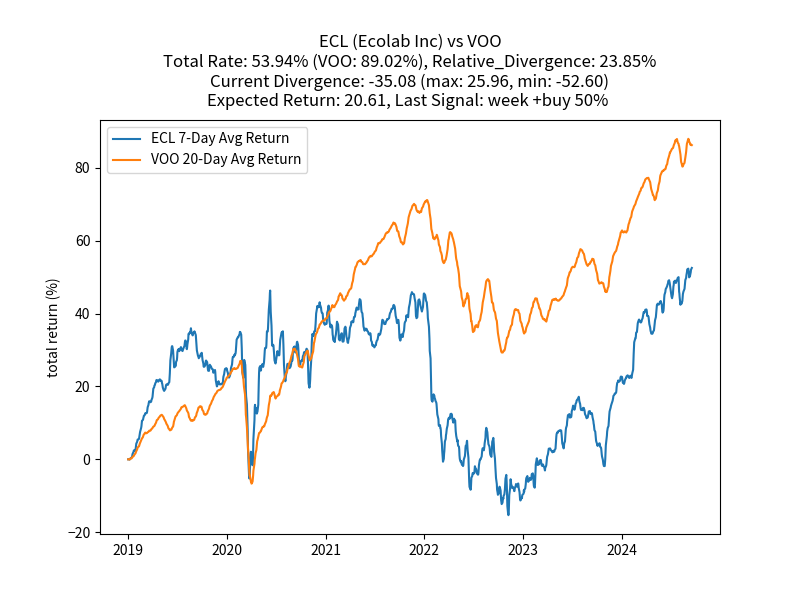 ECL (Ecolab Inc) vs VOO
Total Rate: 53.94% (VOO: 89.02%), Relative_Divergence: 23.85%
Current Divergence: -35.08 (max: 25.96, min: -52.60)
Expected Return: 20.61, Last Signal: week +buy 50%
ECL 7-Day Avg Return
VOO 20-Day Avg Return
total return (%)
80
60
40
20
0
−20
2019 2020 2021 2022 2023 2024